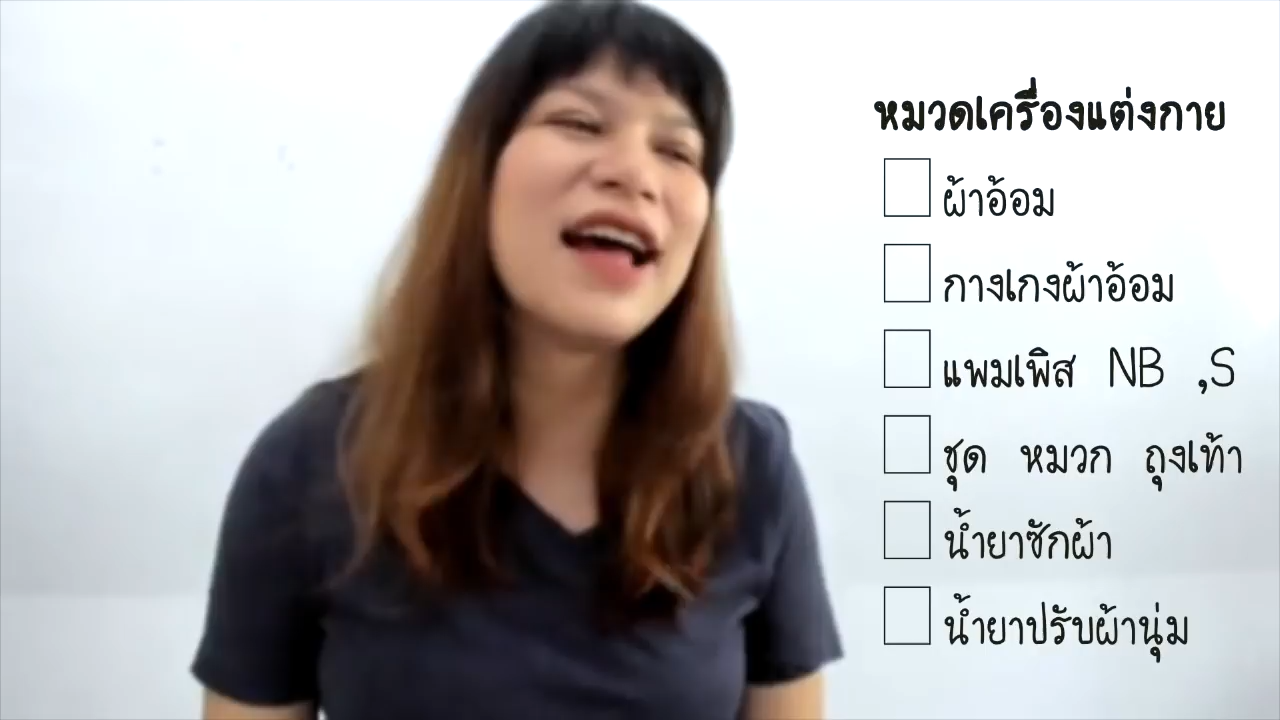 หมวดเครื่องแต่งกาย
ผ้าอ้อม
กางเกงผ้าอ้อม
แพมเพิส NB ,S
ชุด หมวก ถุงเท้า
น้ำยาซักผ้า
น้ำยาปรับผ้านุ่ม